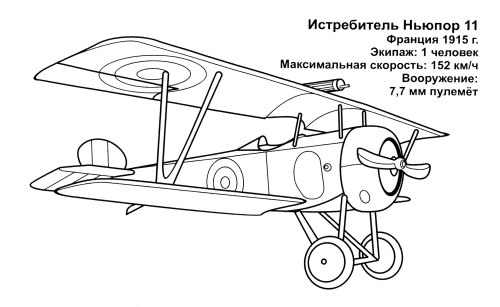 Истребитель Ньюпор 11
Франция 1915 г.
Экипаж: 1 человек
Максимальная скорость: 152 км/ч
Вооружение:
7,7 мм пулемёт